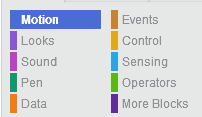 Motion
Looks
Sound
Pen
Data
Events
Control
Sensing
Operators
More Blocks